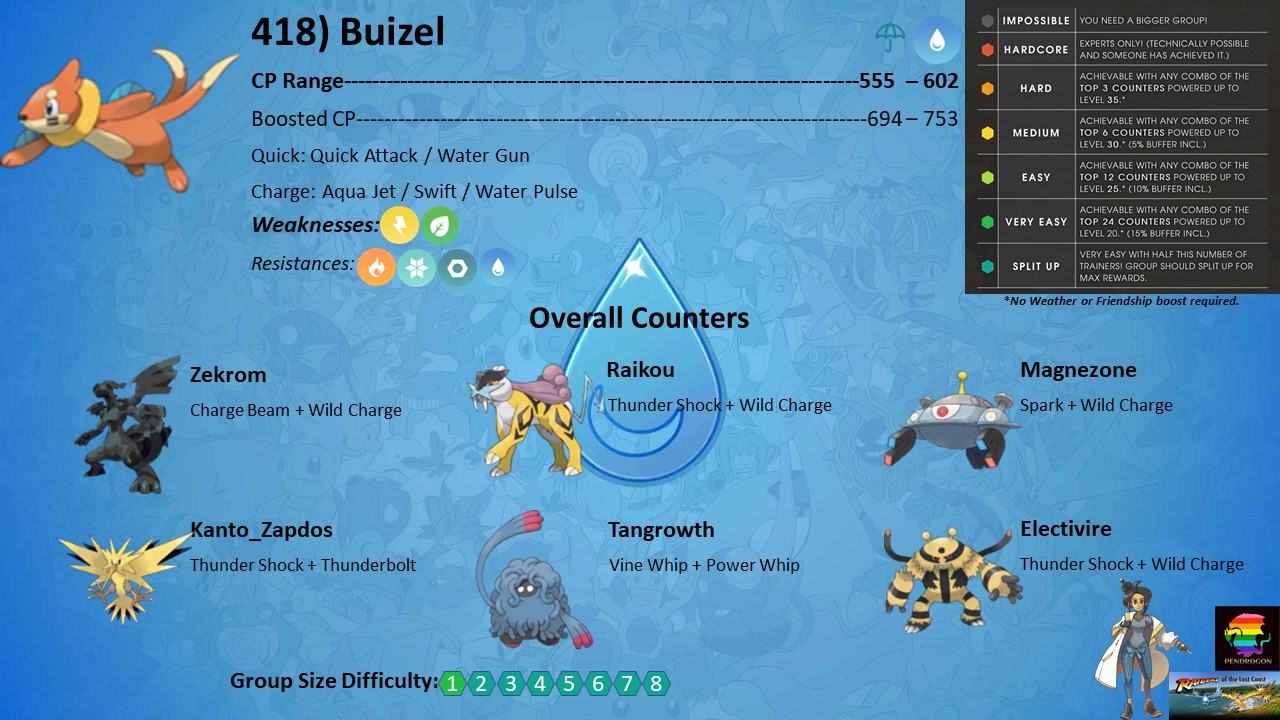 418) Buizel
CP Range---555 – 602
Boosted CP---694 – 753
Quick: Quick Attack / Water Gun
Charge: Aqua Jet / Swift / Water Pulse
Weaknesses:
Resistances:
IMPOSSIBLE YOU NEED A BIGGER GROUP!
HARDCORE EXPERTS ONLY! (TECHNICALLY POSSIBLE
AND SOMEONE HAS ACHIEVED IT.)
HARD ACHIEVABLE WITH ANY COMBO OF THE
TOP 3 COUNTERS POWERED UP TO
LEVEL 35.*
MEDIUM ACHIEVABLE WITH ANY COMBO OF THE
TOP 6 COUNTERS POWERED UP TO
LEVEL 30.* (5% BUFFER INCL.)
EASY ACHIEVABLE WITH ANY COMBO OF THE
TOP 12 COUNTERS POWERED UP TO
LEVEL 25.* (10% BUFFER INCL.)
VERY EASY ACHIEVABLE WITH ANY COMBO OF THE
TOP 24 COUNTERS POWERED UP TO
LEVEL 20.* (15% BUFFER INCL.)
SPLIT UP VERY EASY WITH HALF THIS NUMBER OF
TRAINERS! GROUP SHOULD SPLIT UP FOR
MAX REWARDS.
*No Weather or Friendship boost required.
Overall Counters
Zekrom
Charge Beam + Wild Charge
Raikou
Thunder Shock + Wild Charge
Magnezone
Spark + Wild Charge
Kanto_Zapdos
Thunder Shock + Thunderbolt
Tangrowth
Vine Whip + Power Whip
Electivire
Thunder Shock + Wild Charge
Group Size Difficulty: 1 2 3 4 5 6 7 8
PENDRAGON
RAIDERS of the Lost Coast